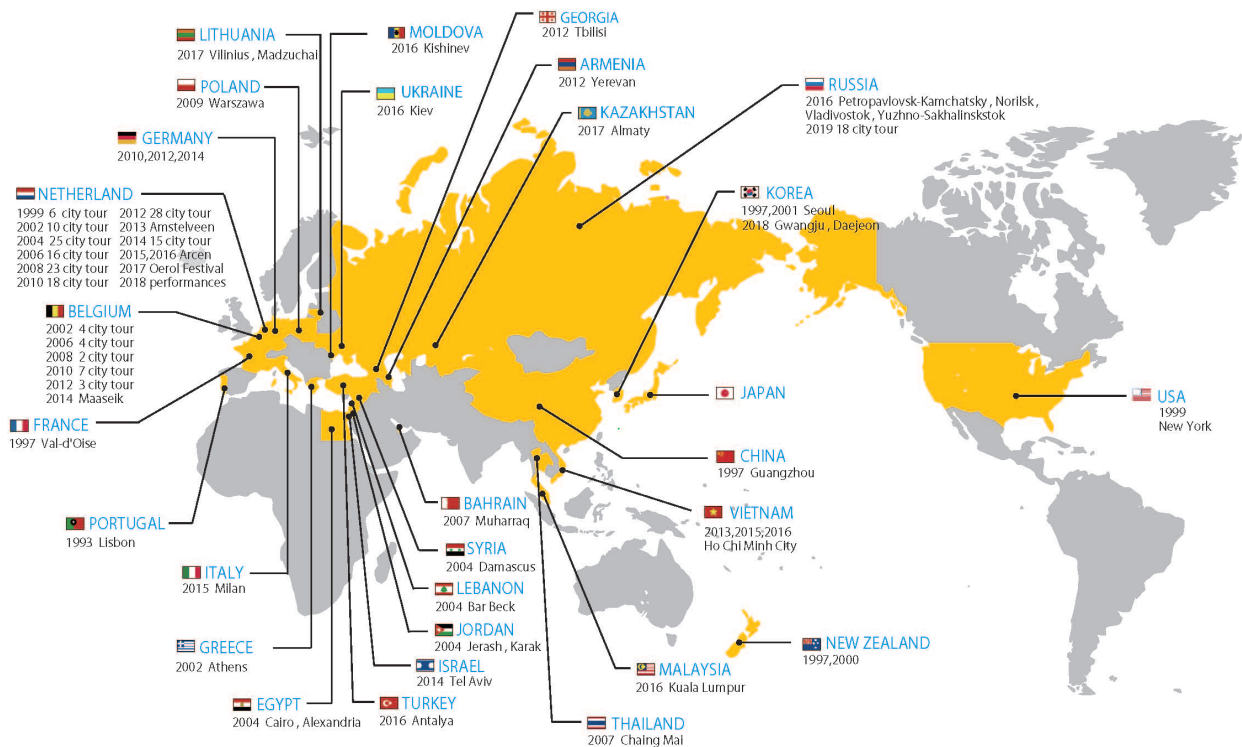 LITHUANIA
2017 Vilinius , Madzuchai
MOLDOVA
2016 Kishinev
GEORGIA
2012 Tbilisi
POLAND
2009 Warszawa
UKRAINE
2016 Kiev
ARMENIA
2012 Yerevan
KAZAKHSTAN
2017 Almaty
RUSSIA
2016 Petropavlovsk-Kamchatsky , Norilsk ,
Vladivostok , Yuzhno-Sakhalinskstok
2019 18 city tour
GERMANY
2010,2012,2014
NETHERLAND
1999 6 city tour
2002 10 city tour
2004 25 city tour
2006 16 city tour
2008 23 city tour
2010 18 city tour
2012 28 city tour
2013 Amstelveen
2014 15 city tour
2015,2016 Arcen
2017 Oerol Festival
2018 performances
KOREA
1997,2001 Seoul
2018 Gwangju , Daejeon
BELGIUM
2002 4 city tour
2006 4 city tour
2008 2 city tour
2010 7 city tour
2012 3 city tour
2014 Maaseik
JAPAN
USA
1999
New York
FRANCE
1997 Val-d'Oise
CHINA
1997 Guangzhou
PORTUGAL
1993 Lisbon
BAHRAIN
2007 Muharraq
VIETNAM
2013,2015;2016
Ho Chi Minh City
ITALY
2015 Milan
SYRIA
2004 Damascus
LEBANON
2004 Bar Beck
JORDAN
2004 Jerash , Karak
GREECE
2002 Athens
ISRAEL
2014 Tel Aviv
NEW ZEALAND
1997,2000
MALAYSIA
2016 Kuala Lumpur
EGYPT
2004 Cairo , Alexandria
TURKEY
2016 Antalya
THAILAND
2007 Chaing Mai